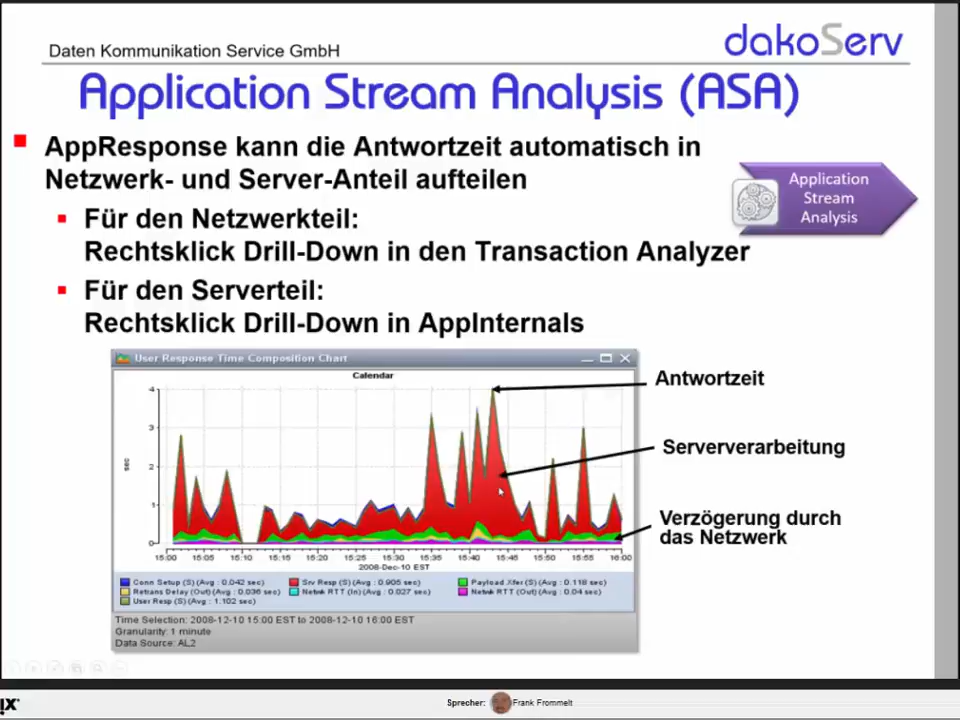 Daten Kommunikation Service GmbH
dakoServ
Application Stream Analysis (ASA)
AppResponse kann die Antwortzeit automatisch in
Netzwerk- und Server-Anteil aufteilen
Application
Stream
Analysis
Für den Netzwerkteil:
Rechtsklick Drill-Down in den Transaction Analyzer
Für den Serverteil:
Rechtsklick Drill-Down in AppInternals
User Response Time Composition Chart
Calendar
Antwortzeit
Serververarbeitung
Verzögerung durch
das Netzwerk
sec
4
3
2
1
0
15:00 15:05 15:10 15:15 15:20 15:25 15:30 15:35 15:40 15:45 15:50 15:55 16:00
2008-Dec-10 EST
Conn Setup (S) (Avg : 0.042 sec) Srv Resp (S) (Avg : 0.905 sec) Payload Xfer (S) (Avg : 0.118 sec)
Retrans Delay (Out) (Avg : 0.036 sec) Netwk RTT (In) (Avg : 0.027 sec) Netwk RTT (Out) (Avg : 0.04 sec)
User Resp (S) (Avg : 1.102 sec)
Time Selection: 2008-12-10 15:00 EST to 2008-12-10 16:00 EST
Granularity: 1 minute
Data Source: AL2
Sprecher: Frank Frommelt